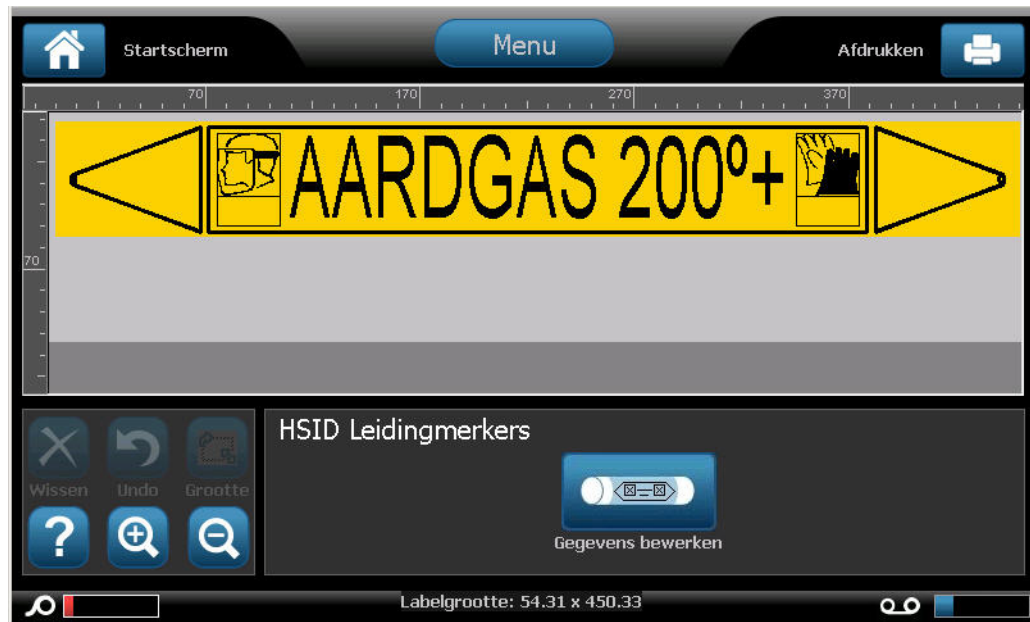 Startscherm
Menu
Afdrukken
70 170 270 370
AARDGAS 200º+
70
HSID Leidingmerkers
Wissen Undo Grootte
?
Gegevens bewerken
Labelgrootte: 54.31 x 450.33